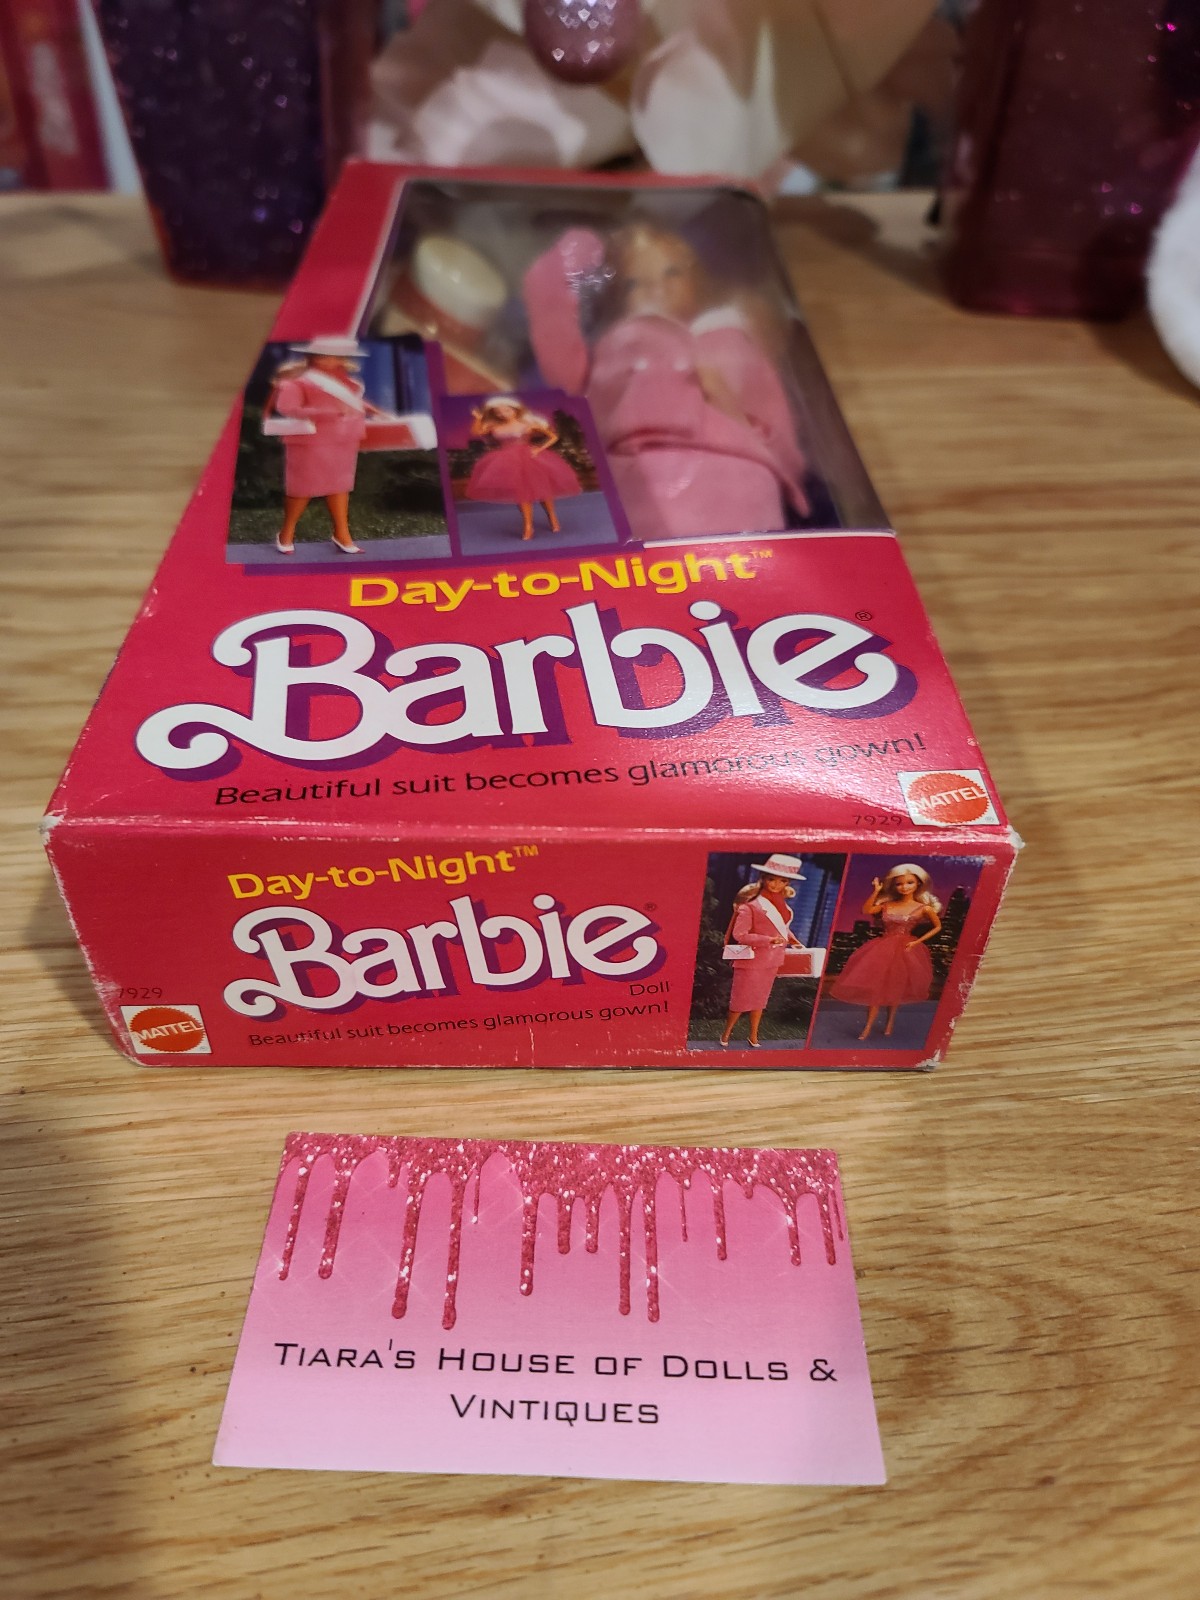 Day-to-Night™
Barbie®
Beautiful suit becomes glamorous gown!
MATTEL
7929
Day-to-Night™
Barbie®
Doll
7929
MATTEL
Beautiful suit becomes glamorous gown!
TIARA'S HOUSE OF DOLLS &
VINTIQUES